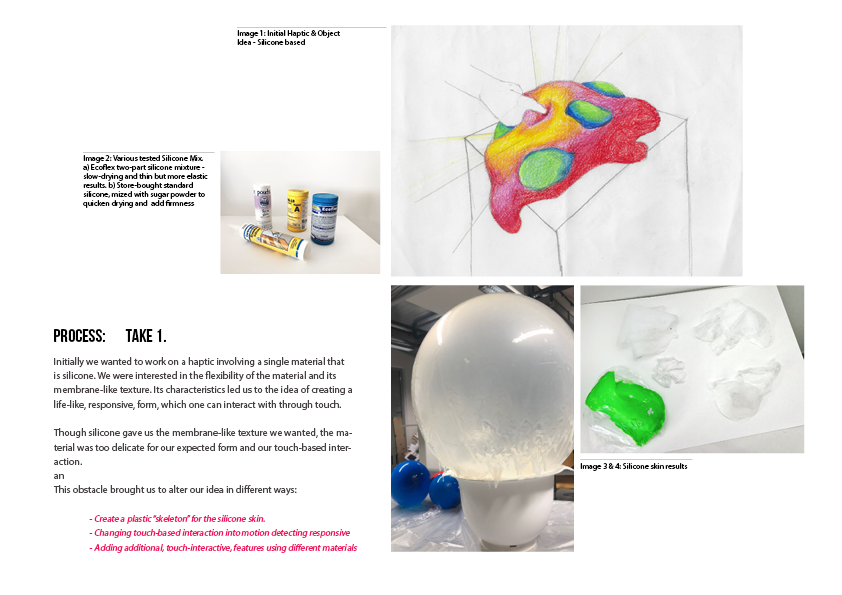 Image 1: Initial Haptic & Object
Idea - Silicone based
Image 2: Various tested Silicone Mix.
a) Ecoflex two-part silicone mixture -
slow-drying and thin but more elastic
results. b) Store-bought standard
silicone, mized with sugar powder to
quicken drying and add firmness
A
PROCESS: TAKE 1.
Initially we wanted to work on a haptic involving a single material that
is silicone. We were interested in the flexibility of the material and its
membrane-like texture. Its characteristics led us to the idea of creating a
life-like, responsive, form, which one can interact with through touch.
Though silicone gave us the membrane-like texture we wanted, the ma-
terial was too delicate for our expected form and our touch-based inter-
action.
an
This obstacle brought us to alter our idea in different ways:
- Create a plastic "skeleton" for the silicone skin.
- Changing touch-based interaction into motion detecting responsive
- Adding additional, touch-interactive, features using different materials
Image 3 & 4: Silicone skin results